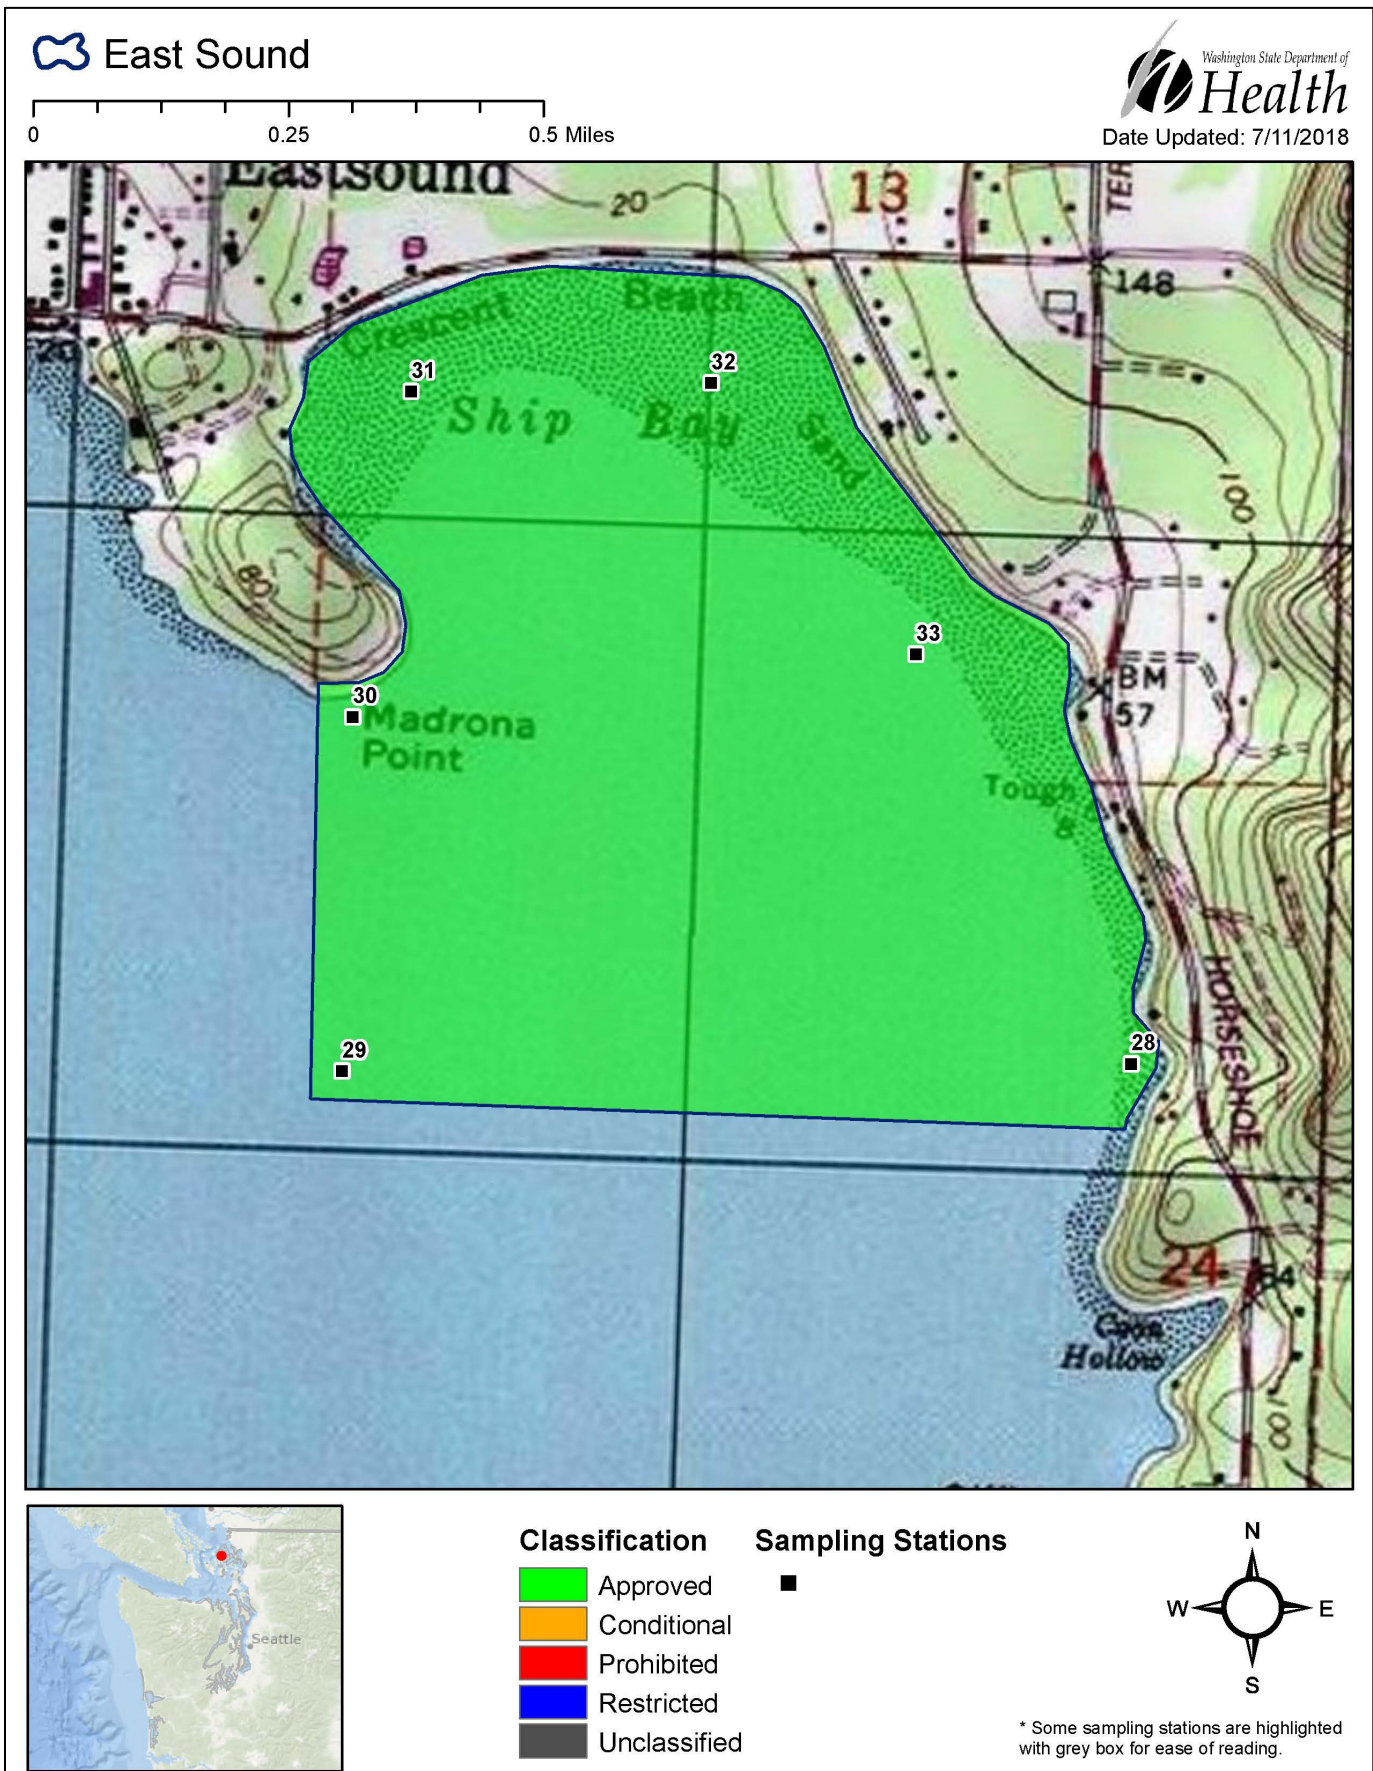 East Sound
0 0.25 0.5 Miles
Washington State Department of
Health
Date Updated: 7/11/2018
Eastsound
20
13
TER
148
Crescent
Beach
31
32
Ship Bay
Sand
100
80
33
BM
57
30
Madrona
Point
Tough
8
HORSESHOE
29
28
24
Coon
Hollow
100
Seattle
Classification
Approved
Conditional
Prohibited
Restricted
Unclassified
Sampling Stations
N
W E
S
* Some sampling stations are highlighted
with grey box for ease of reading.